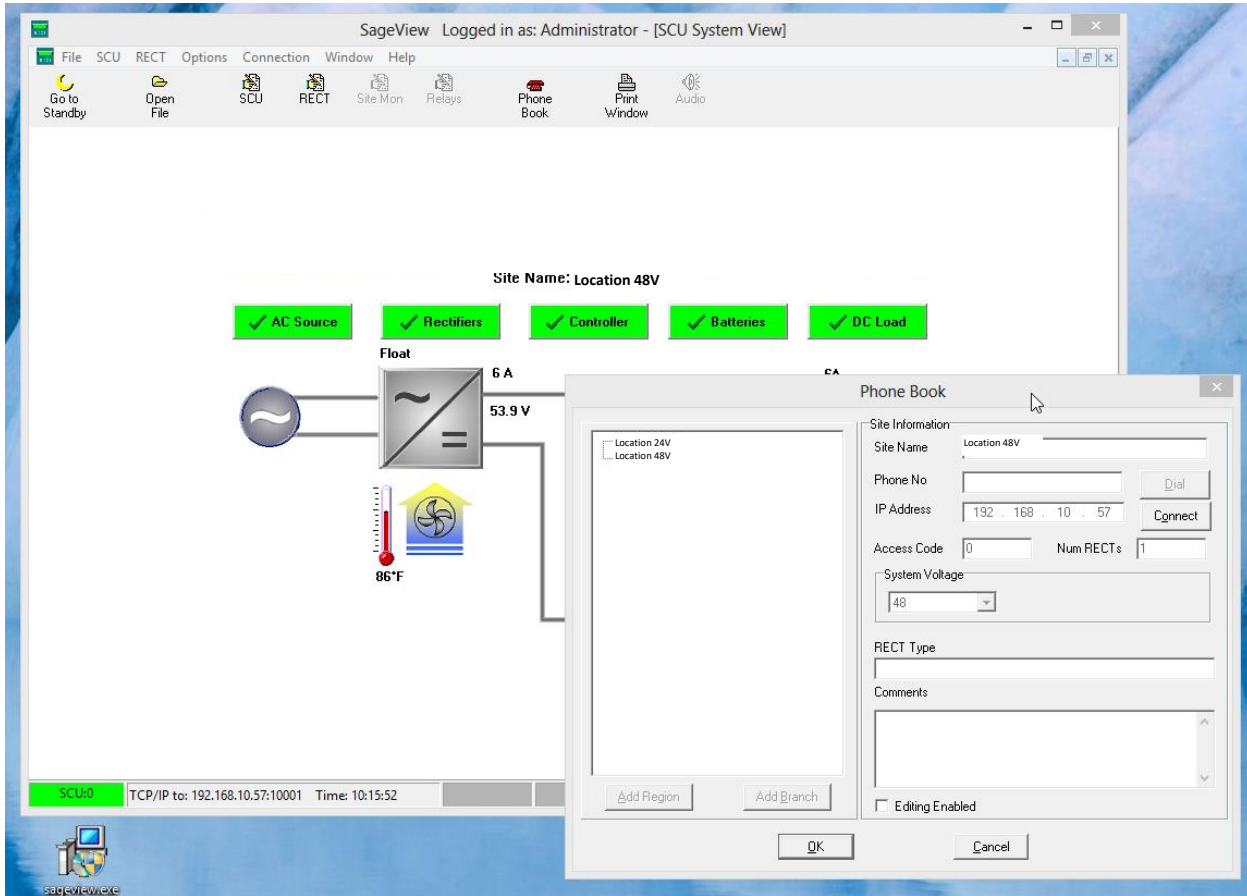 SageView Logged in as: Administrator - [SCU System View]
File SCU RECT Options Connection Window Help
Go to Standby
Open File
SCU
RECT
Site Mon
Relays
Phone Book
Print Window
Audio
Site Name: Location 48V
AC Source
Rectifiers
Controller
Batteries
DC Load
Float
6 A
6A
53.9 V
86°F
SCU:0
TCP/IP to: 192.168.10.57:10001 Time: 10:15:52
Phone Book
Location 24V
Location 48V
Add Region
Add Branch
Site Information
Site Name Location 48V
Phone No
Dial
IP Address 192 . 168 . 10 . 57
Connect
Access Code 0 Num RECTs 1
System Voltage
48
RECT Type
Comments
Editing Enabled
OK
Cancel
sageview.exe